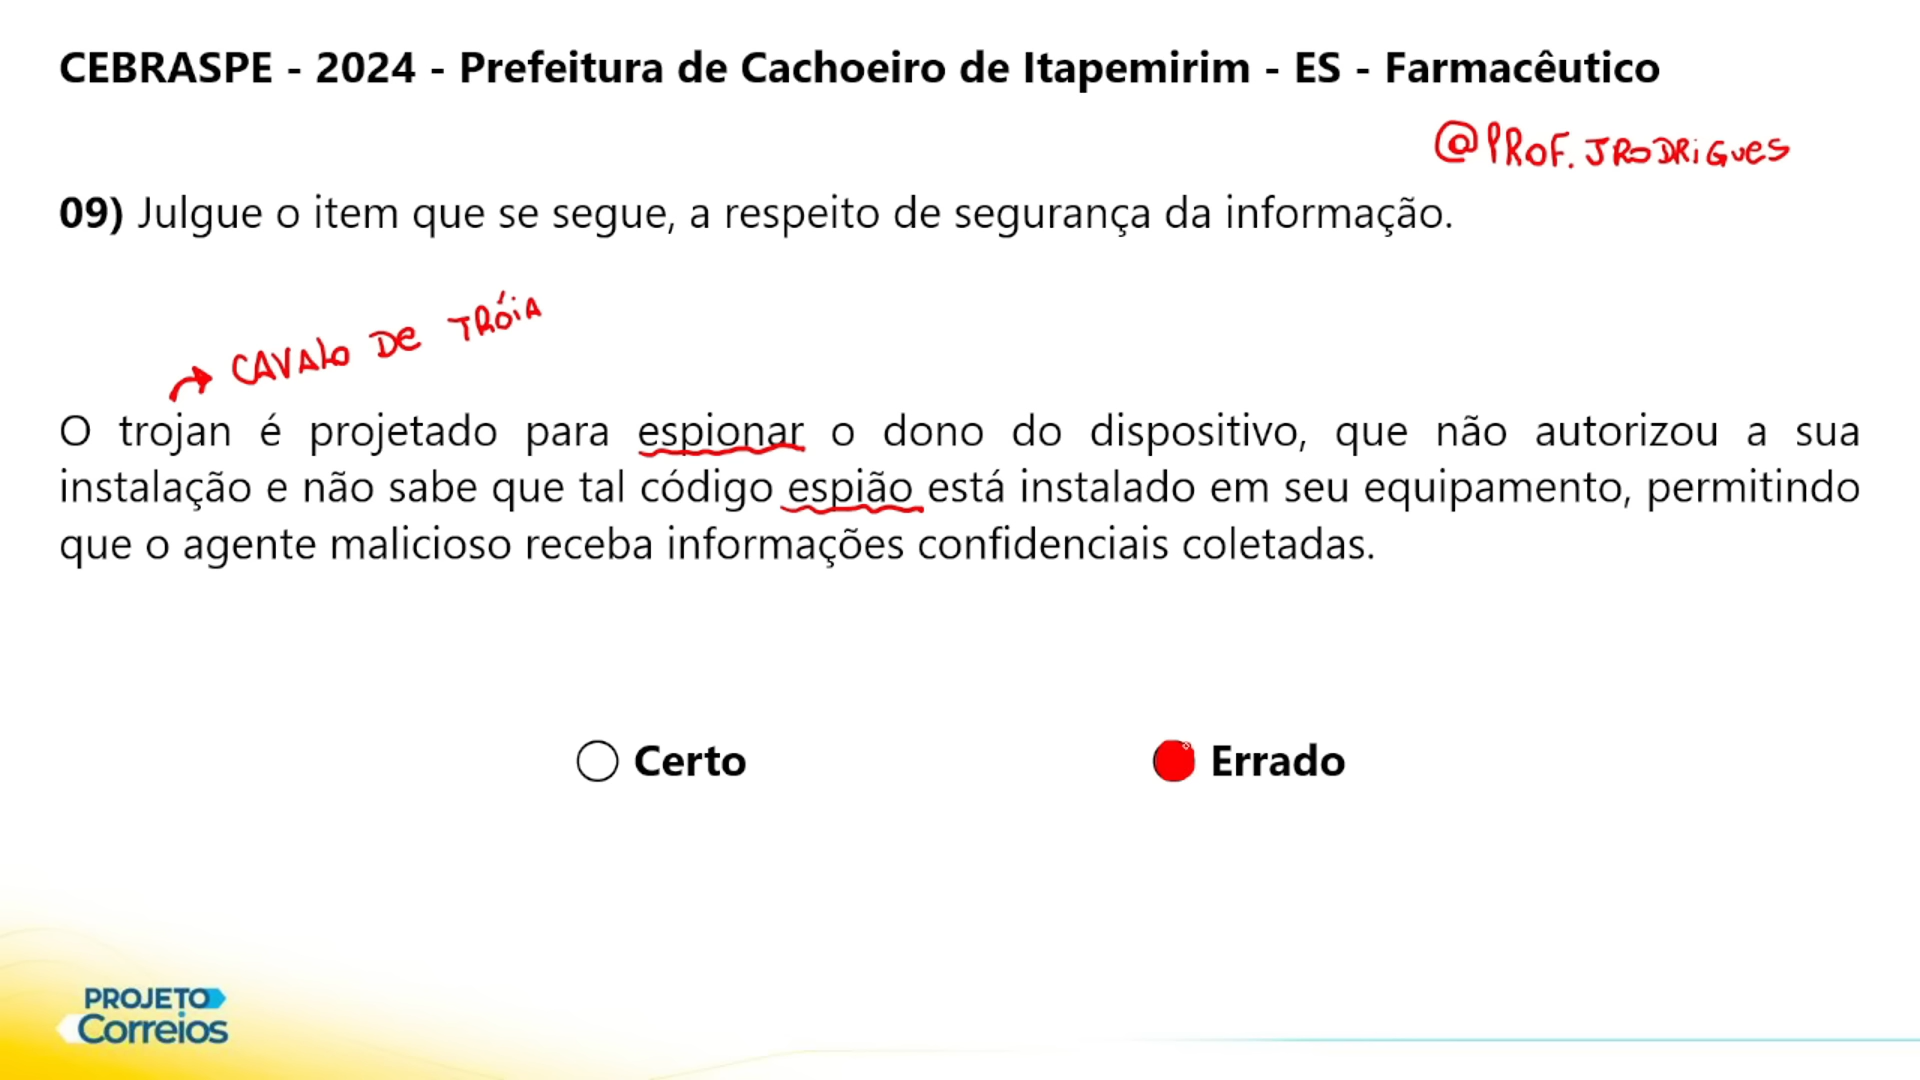 CEBRASPE - 2024 - Prefeitura de Cachoeiro de Itapemirim - ES - Farmacêutico
@PROF.JRODRIGUES
09) Julgue o item que se segue, a respeito de segurança da informação.
CAVALO DE TRÓIA
O trojan é projetado para espionar o dono do dispositivo, que não autorizou a sua
instalação e não sabe que tal código espião está instalado em seu equipamento, permitindo
que o agente malicioso receba informações confidenciais coletadas.
Certo
Errado
PROJETO
Correios